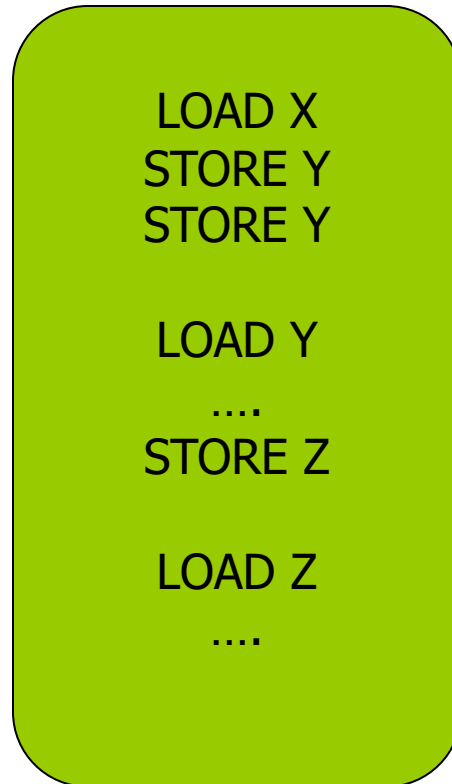 LOAD X
STORE Y
STORE Y
LOAD Y
....
STORE Z
LOAD Z
....